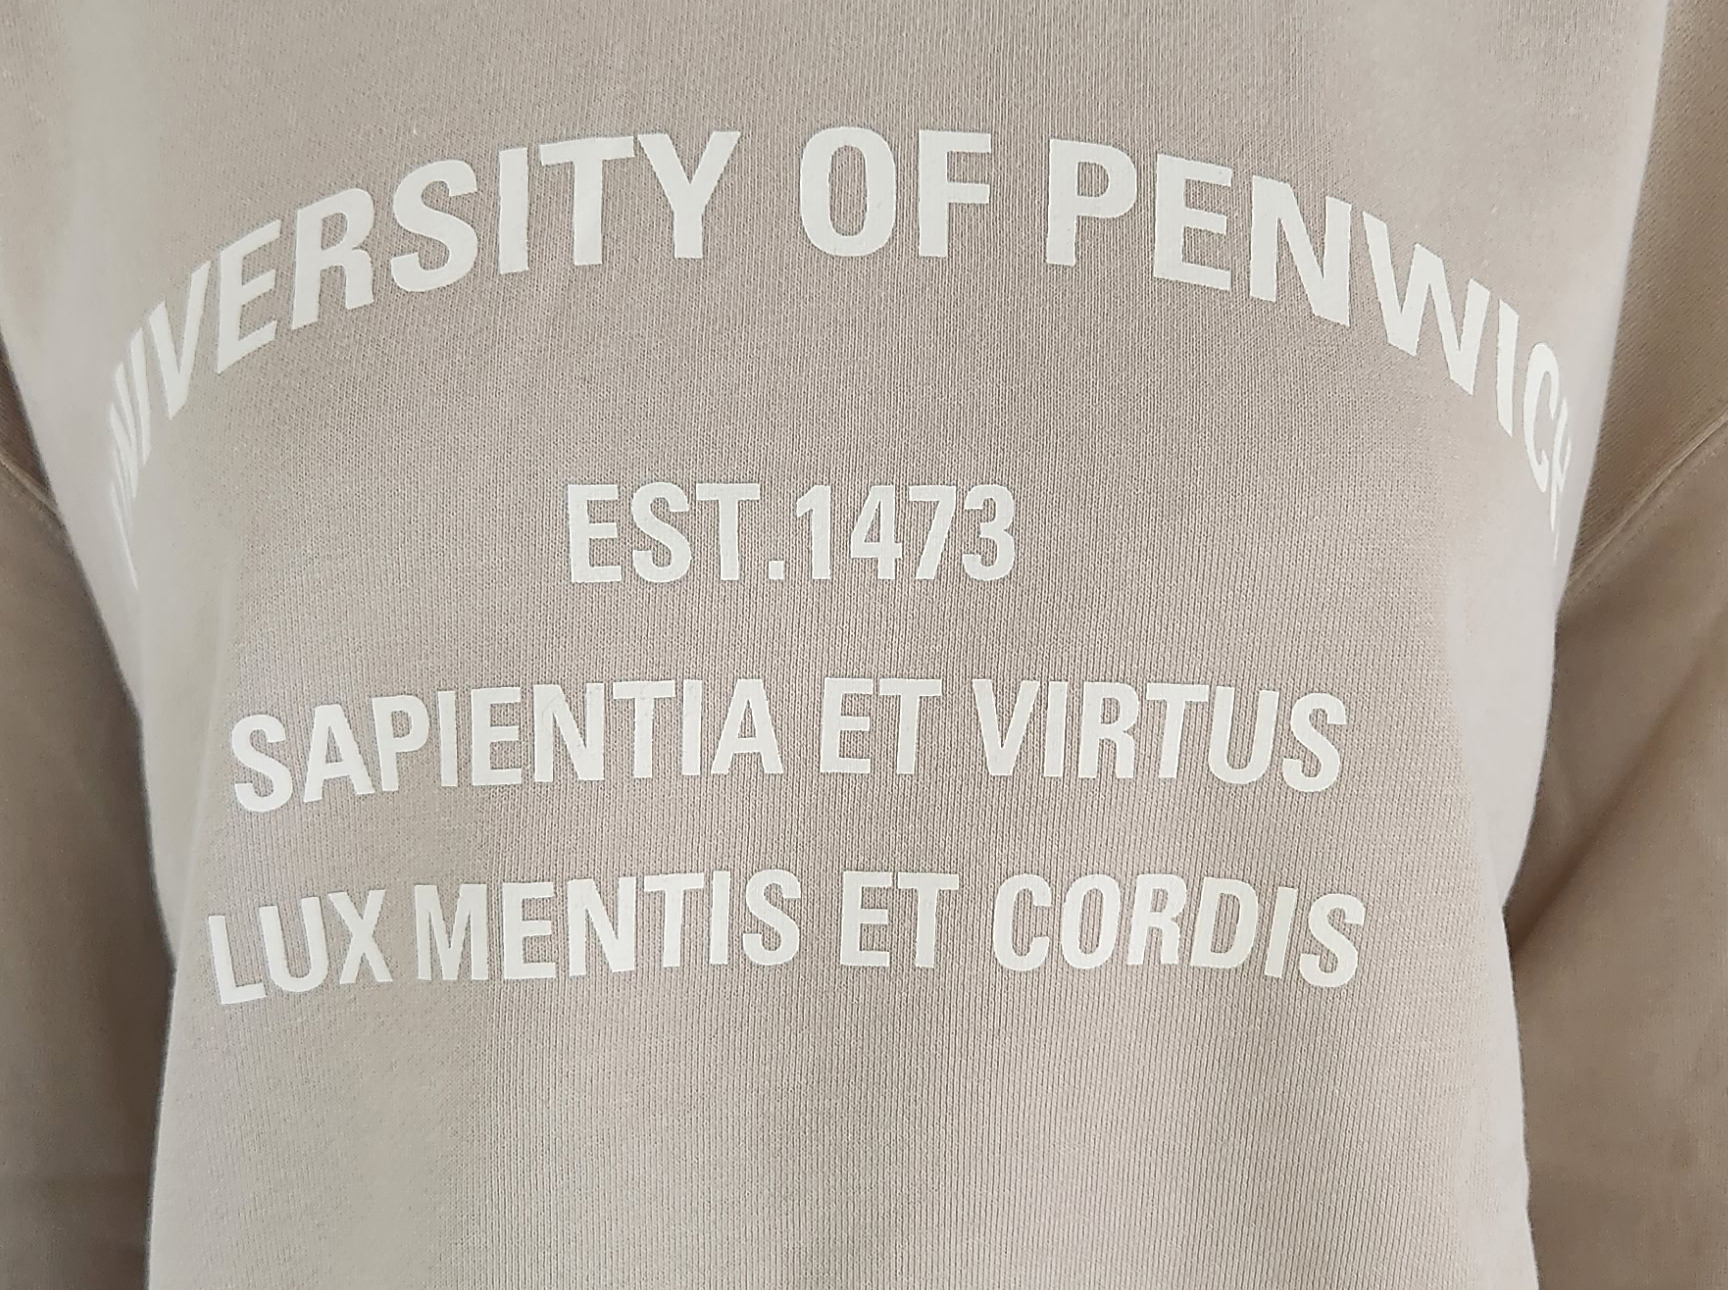 UNIVERSITY OF PENWICH
EST.1473
SAPIENTIA ET VIRTUS
LUX MENTIS ET CORDIS